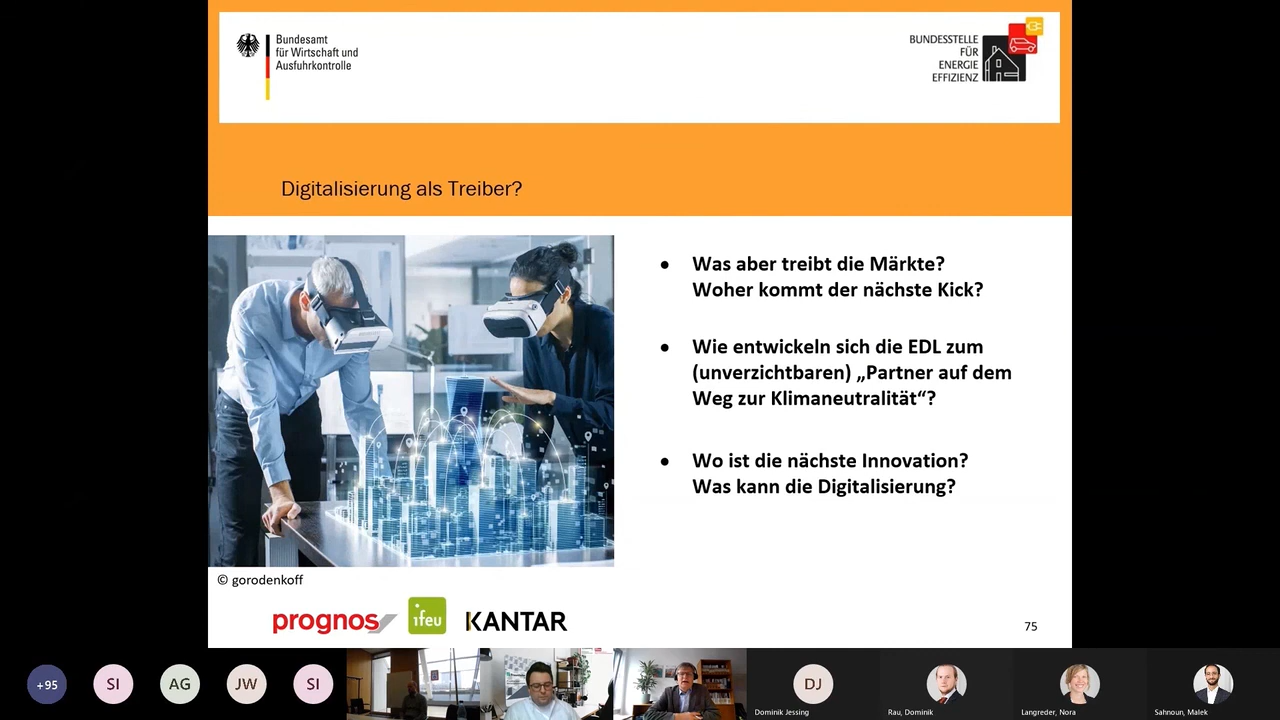 Bundesamt
für Wirtschaft und
Ausfuhrkontrolle
BUNDESSTELLE
FÜR
ENERGIE
EFFIZIENZ
Digitalisierung als Treiber?
• Was aber treibt die Märkte?
Woher kommt der nächste Kick?
• Wie entwickeln sich die EDL zum
(unverzichtbaren) „Partner auf dem
Weg zur Klimaneutralität“?
• Wo ist die nächste Innovation?
Was kann die Digitalisierung?
© gorodenkoff
prognos
ifeu
KANTAR
75
+95
SI
AG
JW
SI
DJ
Dominik Jessing
Rau, Dominik
Langreder, Nora
Sahnoun, Malek